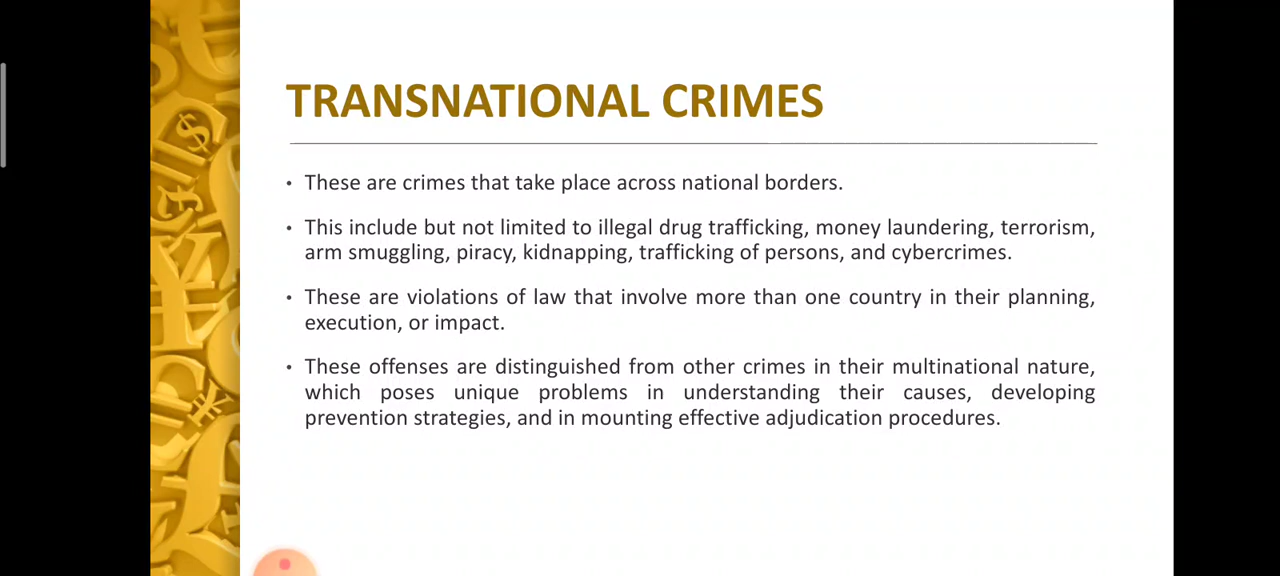 TRANSNATIONAL CRIMES
• These are crimes that take place across national borders.
• This include but not limited to illegal drug trafficking, money laundering, terrorism,
arm smuggling, piracy, kidnapping, trafficking of persons, and cybercrimes.
• These are violations of law that involve more than one country in their planning,
execution, or impact.
• These offenses are distinguished from other crimes in their multinational nature,
which poses unique problems in understanding their causes, developing
prevention strategies, and in mounting effective adjudication procedures.